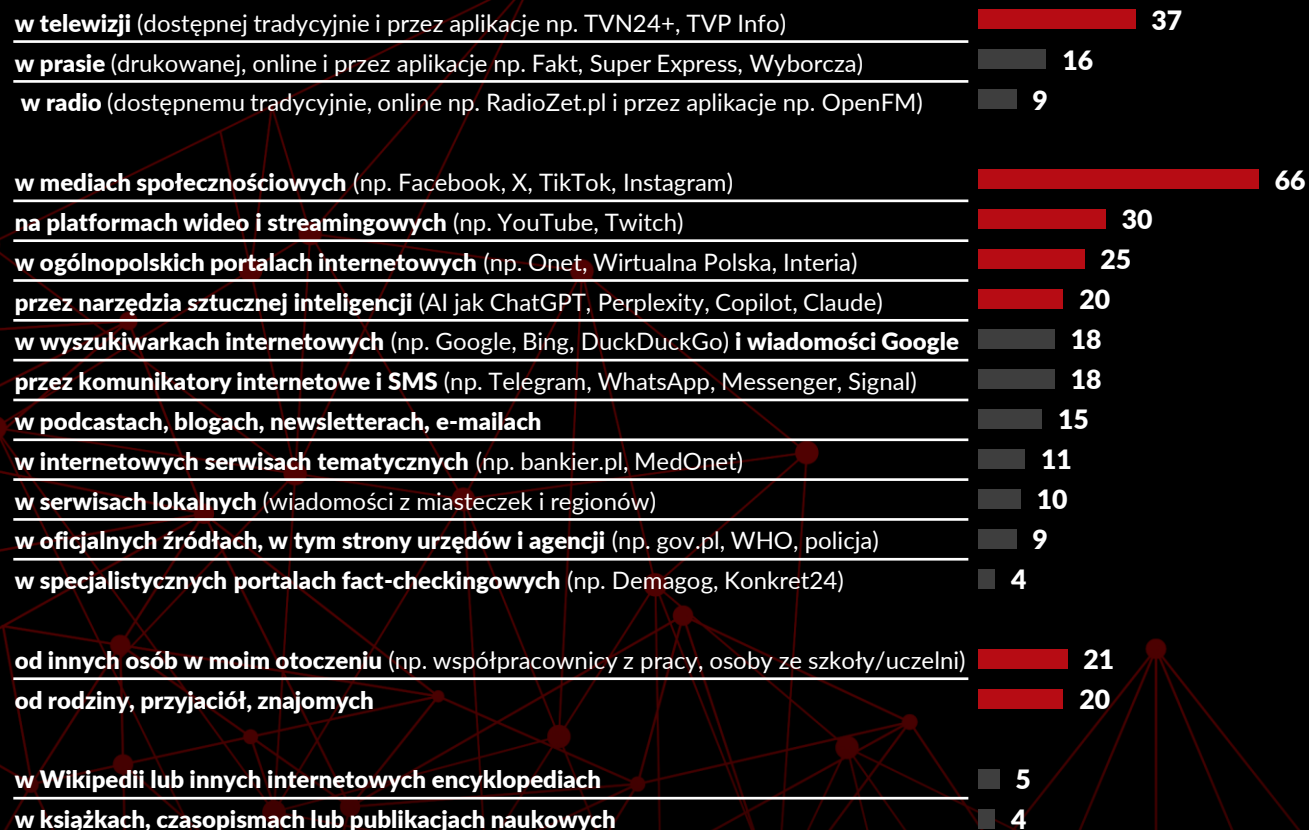 w telewizji (dostępnej tradycyjnie i przez aplikacje np. TVN24+, TVP Info) 37
w prasie (drukowanej, online i przez aplikacje np. Fakt, Super Express, Wyborcza) 16
w radio (dostępnemu tradycyjnie, online np. RadioZet.pl i przez aplikacje np. OpenFM) 9
w mediach społecznościowych (np. Facebook, X, TikTok, Instagram) 66
na platformach wideo i streamingowych (np. YouTube, Twitch) 30
w ogólnopolskich portalach internetowych (np. Onet, Wirtualna Polska, Interia) 25
przez narzędzia sztucznej inteligencji (AI jak ChatGPT, Perplexity, Copilot, Claude) 20
w wyszukiwarkach internetowych (np. Google, Bing, DuckDuckGo) i wiadomości Google 18
przez komunikatory internetowe i SMS (np. Telegram, WhatsApp, Messenger, Signal) 18
w podcastach, blogach, newsletterach, e-mailach 15
w internetowych serwisach tematycznych (np. bankier.pl, MedOnet) 11
w serwisach lokalnych (wiadomości z miasteczek i regionów) 10
w oficjalnych źródłach, w tym strony urzędów i agencji (np. gov.pl, WHO, policja) 9
w specjalistycznych portalach fact-checkingowych (np. Demagog, Konkret24) 4
od innych osób w moim otoczeniu (np. współpracownicy z pracy, osoby ze szkoły/uczelni) 21
od rodziny, przyjaciół, znajomych 20
w Wikipedii lub innych internetowych encyklopediach 5
w książkach, czasopismach lub publikacjach naukowych 4